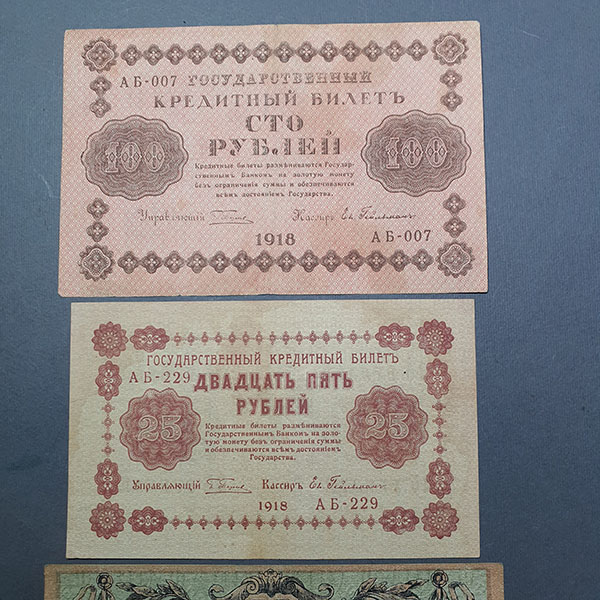 АБ-007 ГОСУДАРСТВЕННЫЙ
КРЕДИТНЫЙ БИЛЕТЪ
СТО
РУБЛЕЙ
100 100
Кредитные билеты размѣниваются Государ-
ственнымъ Банкомъ на золотую монету
безъ ограниченія суммы и обезпечиваются
всѣмъ достояніемъ Государства.
Управляющій Кассиръ
1918 АБ-007
ГОСУДАРСТВЕННЫЙ КРЕДИТНЫЙ БИЛЕТЪ
АБ-229 ДВАДЦАТЬ ПЯТЬ
РУБЛЕЙ
25 25
Кредитные билеты размѣниваются
Государственнымъ Банкомъ на золо-
тую монету безъ ограниченія суммы
и обезпечиваются всѣмъ достояніемъ
Государства.
Управляющій Кассиръ
1918 АБ-229